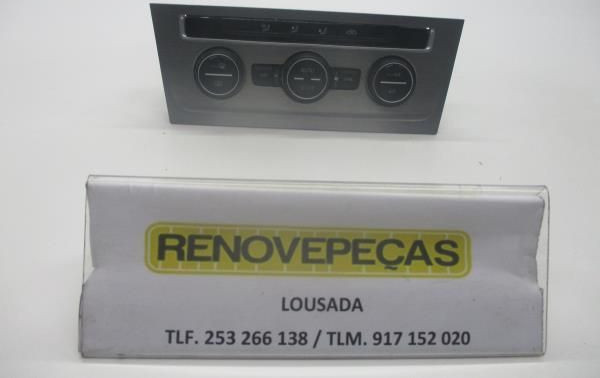 RENOVEPEÇAS
LOUSADA
TLF. 253 266 138 / TLM. 917 152 020